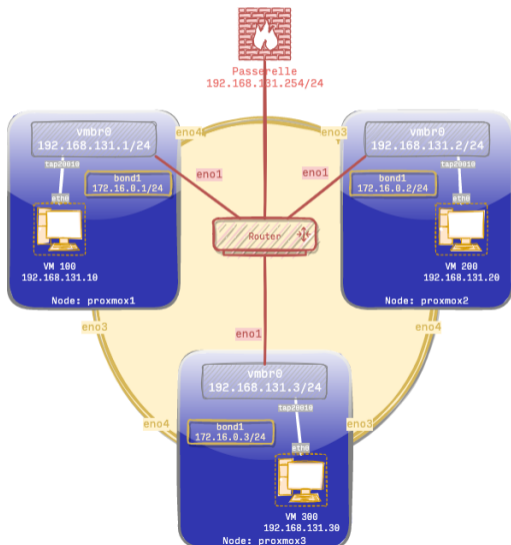 Passerelle
192.168.131.254/24
eno4
eno3
vmbr0
192.168.131.1/24
tap20010
bond1
172.16.0.1/24
eth0
VM 100
192.168.131.10
Node: proxmox1
eno1
eno1
Router
vmbr0
192.168.131.2/24
tap20010
bond1
172.16.0.2/24
eth0
VM 200
192.168.131.20
Node: proxmox2
eno3
eno4
eno1
vmbr0
192.168.131.3/24
tap20010
eno4
bond1
172.16.0.3/24
eno3
eth0
VM 300
192.168.131.30
Node: proxmox3